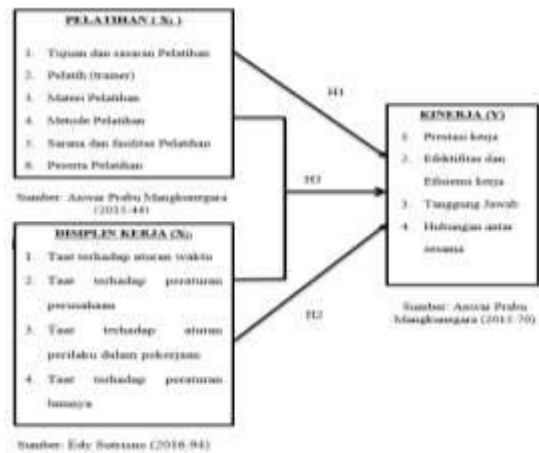 PELATIHAN ( X1 )
1. Tujuan dan sasaran Pelatihan
2. Pelatih (trainer)
3. Materi Pelatihan
4. Metode Pelatihan
5. Sarana dan fasilitas Pelatihan
6. Peserta Pelatihan
Sumber: Anwar Prabu Mangkunegara
DISIPLIN KERJA (X2)
1. Taat terhadap aturan waktu
2. Taat terhadap peraturan
perusahaan
3. Taat terhadap aturan
perilaku dalam pekerjaan
4. Taat terhadap peraturan
lainnya
Sumber: Edy Sutrisno (2016:94)
H1
H3
H2
KINERJA (Y)
1 Prestasi kerja
2. Efektifitas dan
Efisiensi kerja
3. Tanggung Jawab
4. Hubungan antar
sesama
Sumber: Anwar Prabu
Mangkunegara